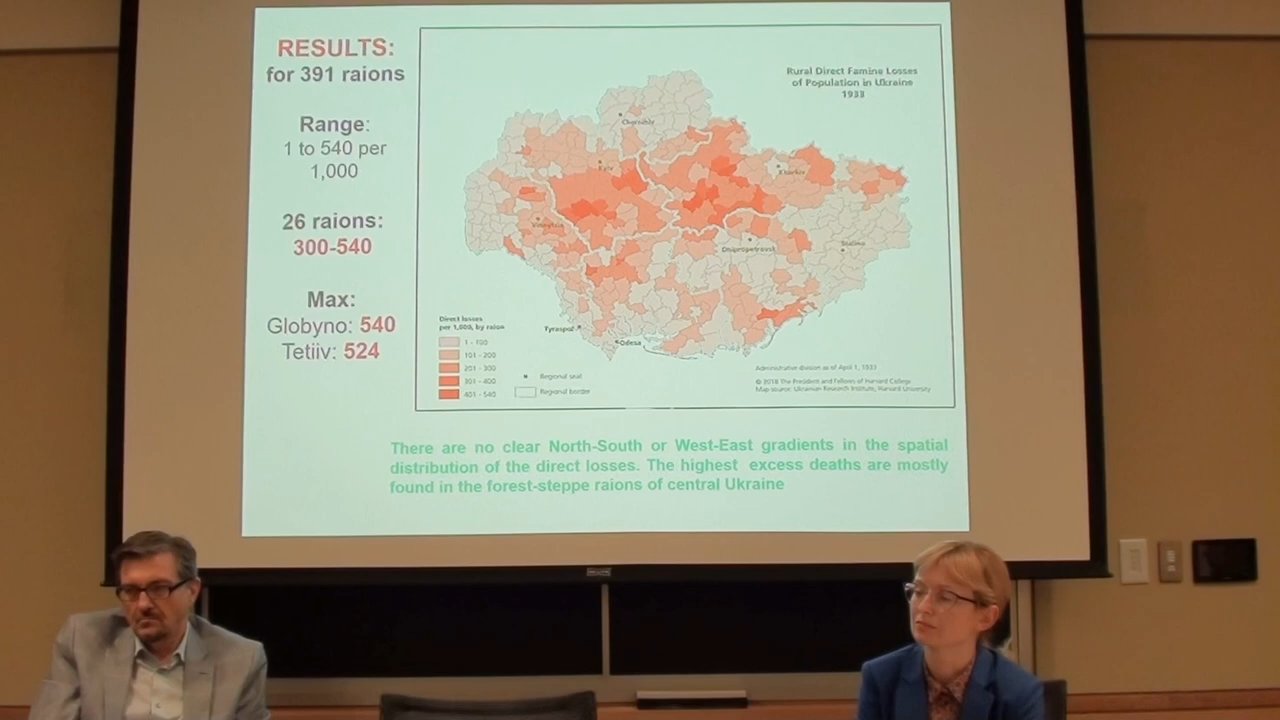 RESULTS:
for 391 raions
Range:
1 to 540 per
1,000
26 raions:
300-540
Max:
Globyno: 540
Tetiiv: 524
Rural Direct Famine Losses
of Population in Ukraine
1933
Chernihiv
Kyiv
Kharkiv
Vinnytsia
Dnipropetrovsk
Stalino
Tyraspol
Odesa
Direct losses
per 1,000, by raion
1 - 100
101 - 200
201 - 300
301 - 400
401 - 540
Regional seat
Regional border
Administrative division as of April 1, 1933
© 2018 The President and Fellows of Harvard College
Map source: Ukrainian Research Institute, Harvard University
There are no clear North-South or West-East gradients in the spatial
distribution of the direct losses. The highest excess deaths are mostly
found in the forest-steppe raions of central Ukraine